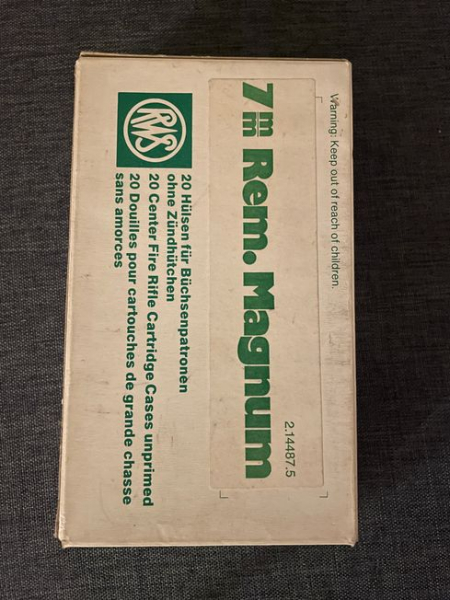 Warning: Keep out of reach of children.
2.14487.5
7mm Rem. Magnum
RWS
20 Hülsen für Büchsenpatronen
ohne Zündhütchen
20 Center Fire Rifle Cartridge Cases unprimed
20 Douilles pour cartouches de grande chasse
sans amorces